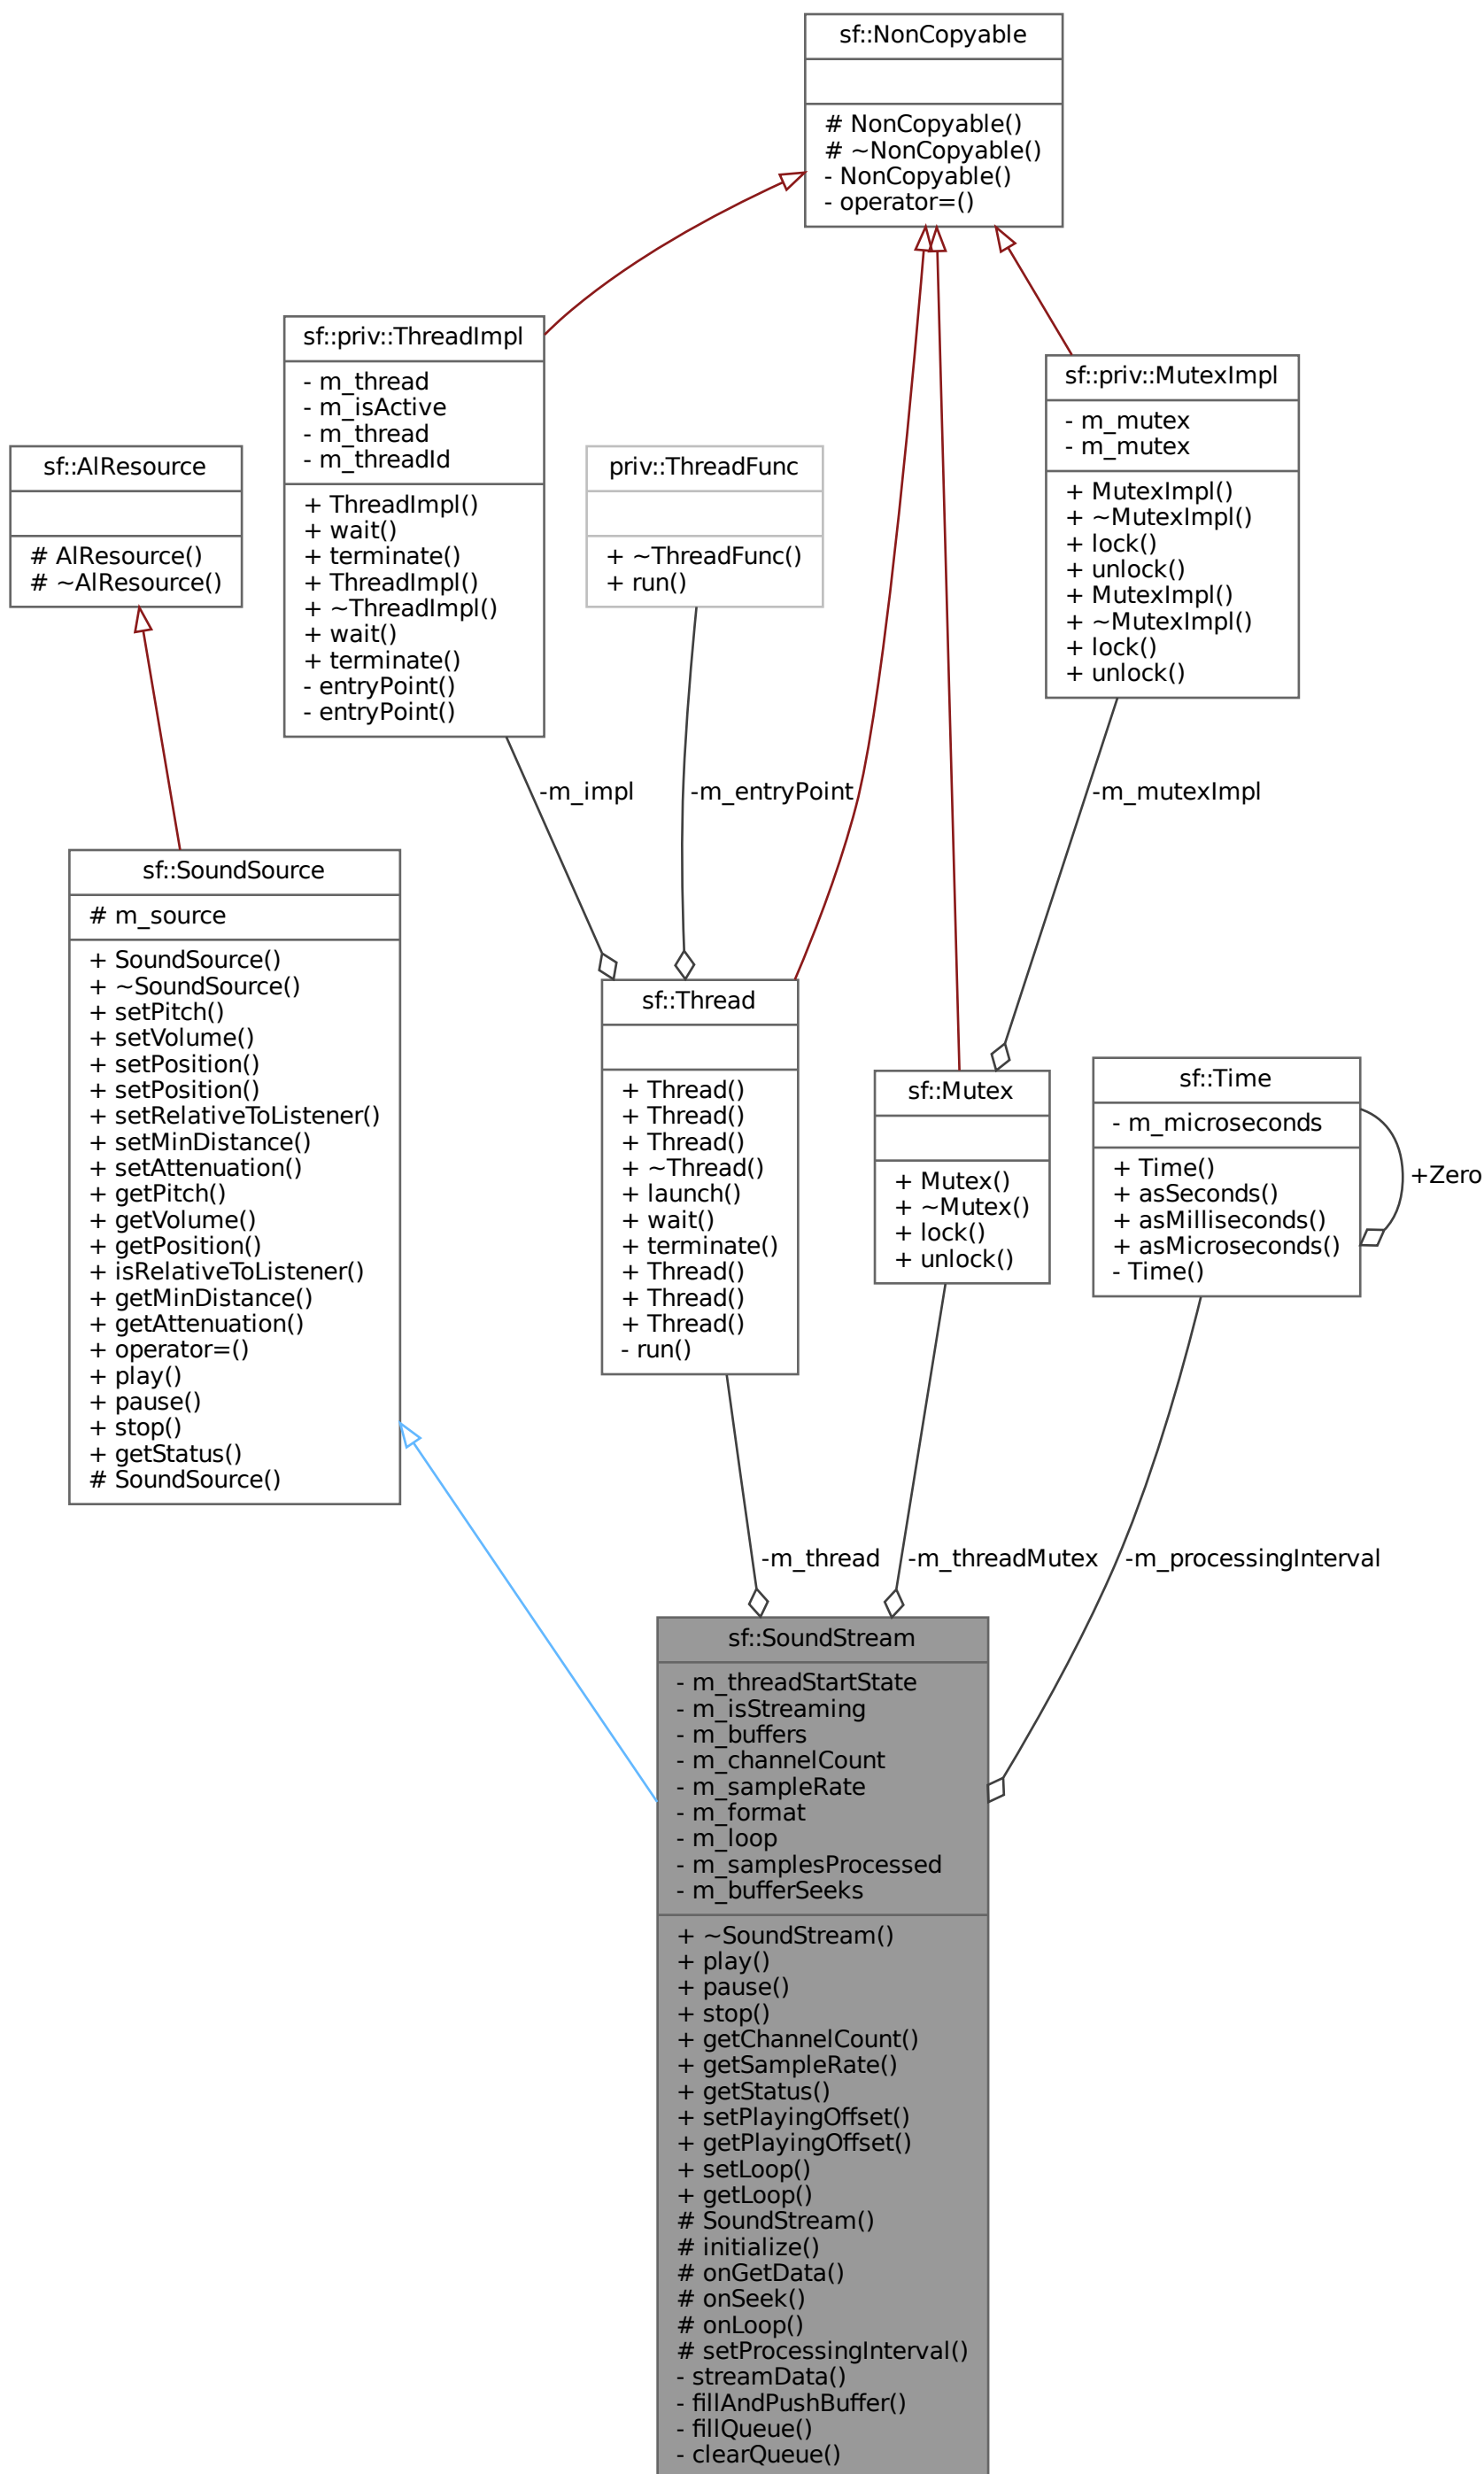 sf::NonCopyable
# NonCopyable()
# ~NonCopyable()
- NonCopyable()
- operator=()
sf::priv::ThreadImpl
- m_thread
- m_isActive
- m_thread
- m_threadId
+ ThreadImpl()
+ wait()
+ terminate()
+ ThreadImpl()
+ ~ThreadImpl()
+ wait()
+ terminate()
- entryPoint()
- entryPoint()
sf::priv::MutexImpl
- m_mutex
- m_mutex
+ MutexImpl()
+ ~MutexImpl()
+ lock()
+ unlock()
+ MutexImpl()
+ ~MutexImpl()
+ lock()
+ unlock()
sf::AlResource
# AlResource()
# ~AlResource()
priv::ThreadFunc
+ ~ThreadFunc()
+ run()
-m_impl
-m_entryPoint
-m_mutexImpl
sf::SoundSource
# m_source
+ SoundSource()
+ ~SoundSource()
+ setPitch()
+ setVolume()
+ setPosition()
+ setPosition()
+ setRelativeToListener()
+ setMinDistance()
+ setAttenuation()
+ getPitch()
+ getVolume()
+ getPosition()
+ isRelativeToListener()
+ getMinDistance()
+ getAttenuation()
+ operator=()
+ play()
+ pause()
+ stop()
+ getStatus()
# SoundSource()
sf::Thread
+ Thread()
+ Thread()
+ Thread()
+ ~Thread()
+ launch()
+ wait()
+ terminate()
+ Thread()
+ Thread()
+ Thread()
- run()
sf::Mutex
+ Mutex()
+ ~Mutex()
+ lock()
+ unlock()
sf::Time
- m_microseconds
+ Time()
+ asSeconds()
+ asMilliseconds()
+ asMicroseconds()
- Time()
+Zero
-m_thread
-m_threadMutex
-m_processingInterval
sf::SoundStream
- m_threadStartState
- m_isStreaming
- m_buffers
- m_channelCount
- m_sampleRate
- m_format
- m_loop
- m_samplesProcessed
- m_bufferSeeks
+ ~SoundStream()
+ play()
+ pause()
+ stop()
+ getChannelCount()
+ getSampleRate()
+ getStatus()
+ setPlayingOffset()
+ getPlayingOffset()
+ setLoop()
+ getLoop()
# SoundStream()
# initialize()
# onGetData()
# onSeek()
# onLoop()
# setProcessingInterval()
- streamData()
- fillAndPushBuffer()
- fillQueue()
- clearQueue()